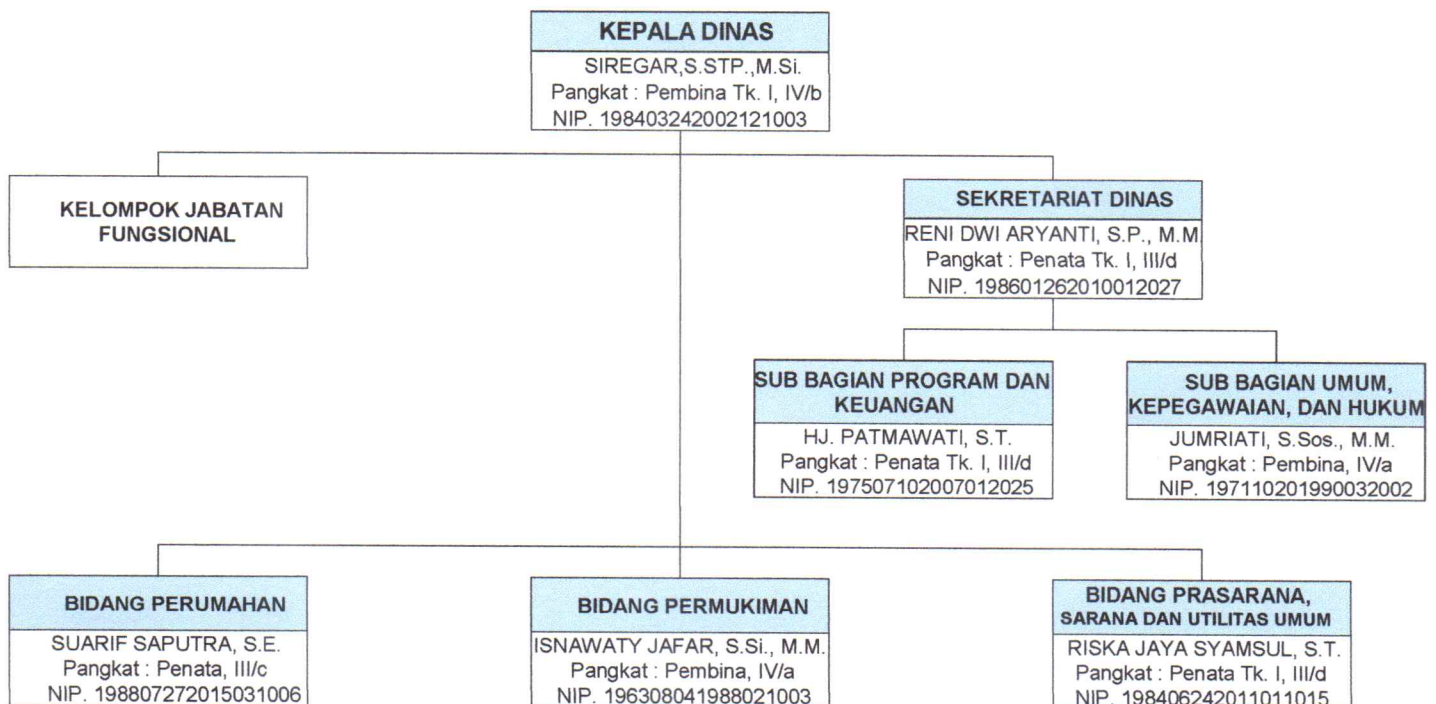 KEPALA DINAS
SIREGAR,S.STP.,M.Si.
Pangkat : Pembina Tk. I, IV/b
NIP. 198403242002121003
KELOMPOK JABATAN
FUNGSIONAL
SEKRETARIAT DINAS
RENI DWI ARYANTI, S.P., M.M
Pangkat : Penata Tk. I, III/d
NIP. 198601262010012027
SUB BAGIAN PROGRAM DAN
KEUANGAN
HJ. PATMAWATI, S.T.
Pangkat : Penata Tk. I, III/d
NIP. 197507102007012025
SUB BAGIAN UMUM,
KEPEGAWAIAN, DAN HUKUM
JUMRIATI, S.Sos., M.M.
Pangkat : Pembina, IV/a
NIP. 197110201990032002
BIDANG PERUMAHAN
SUARIF SAPUTRA, S.E.
Pangkat : Penata, III/c
NIP. 198807272015031006
BIDANG PERMUKIMAN
ISNAWATY JAFAR, S.Si., M.M.
Pangkat : Pembina, IV/a
NIP. 196308041988021003
BIDANG PRASARANA,
SARANA DAN UTILITAS UMUM
RISKA JAYA SYAMSUL, S.T.
Pangkat : Penata Tk. I, III/d
NIP. 198406242011011015